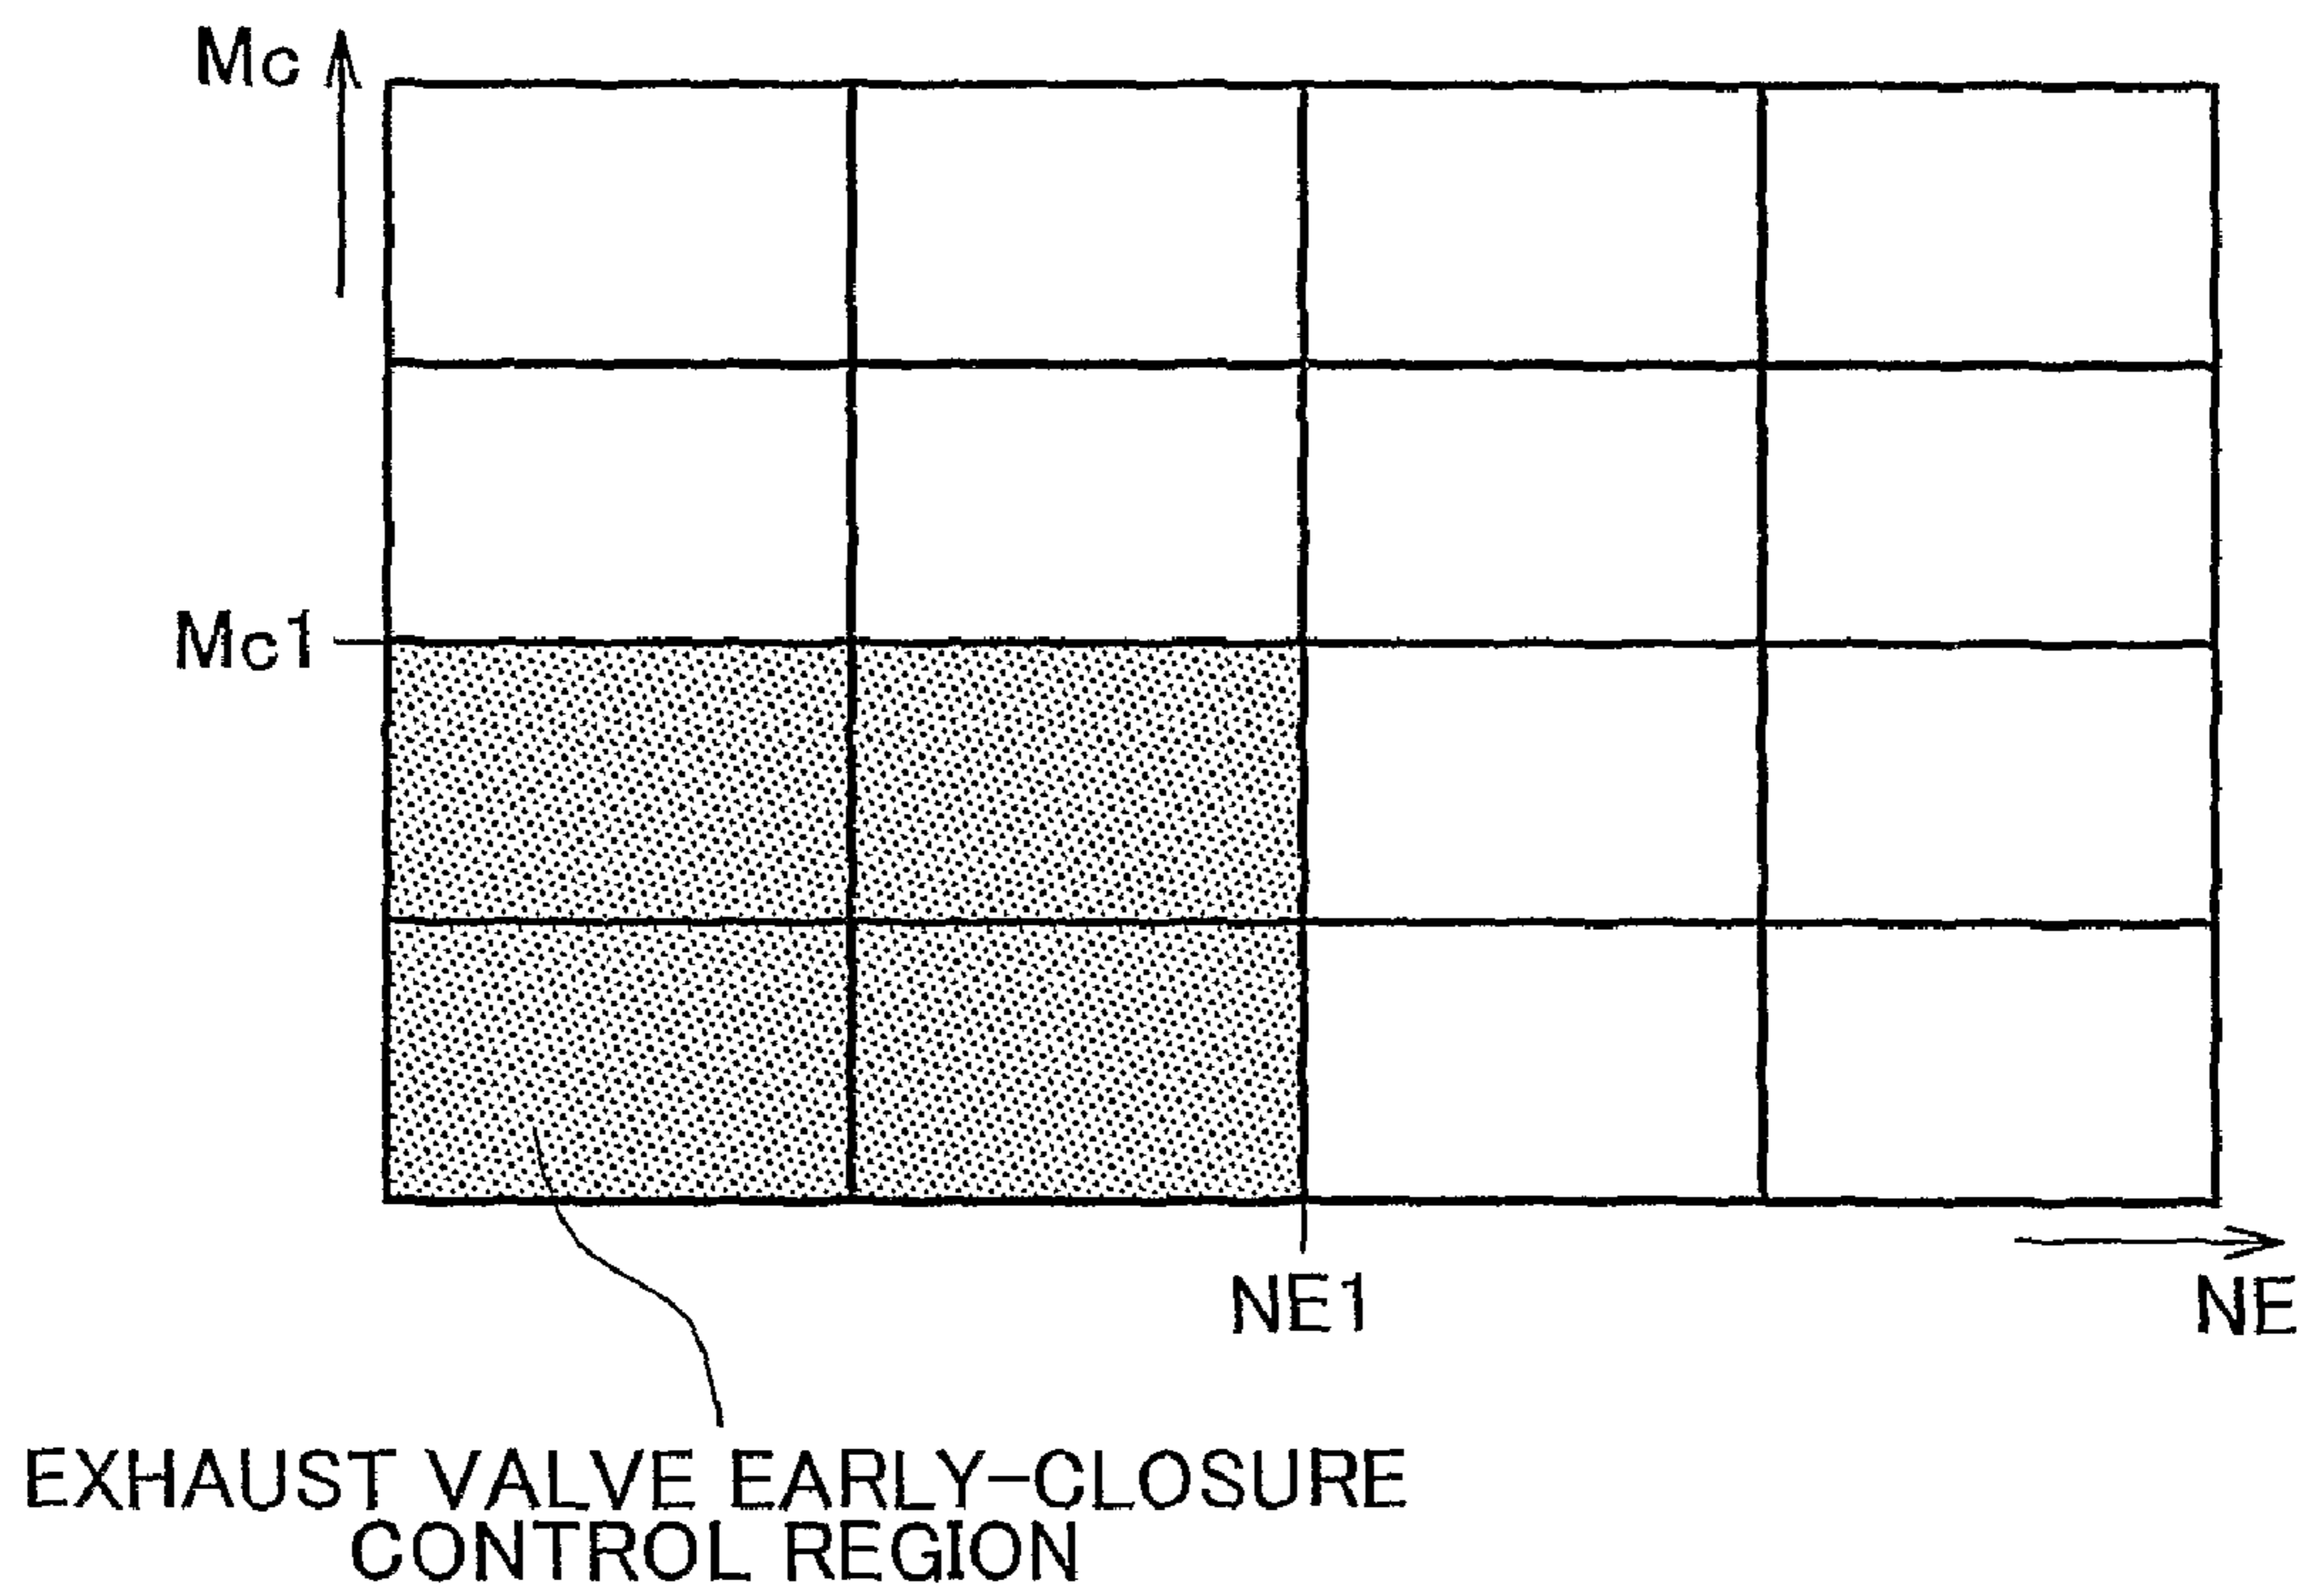 Mc
Mc1
NE1
NE
EXHAUST VALVE EARLY-CLOSURE
CONTROL REGION